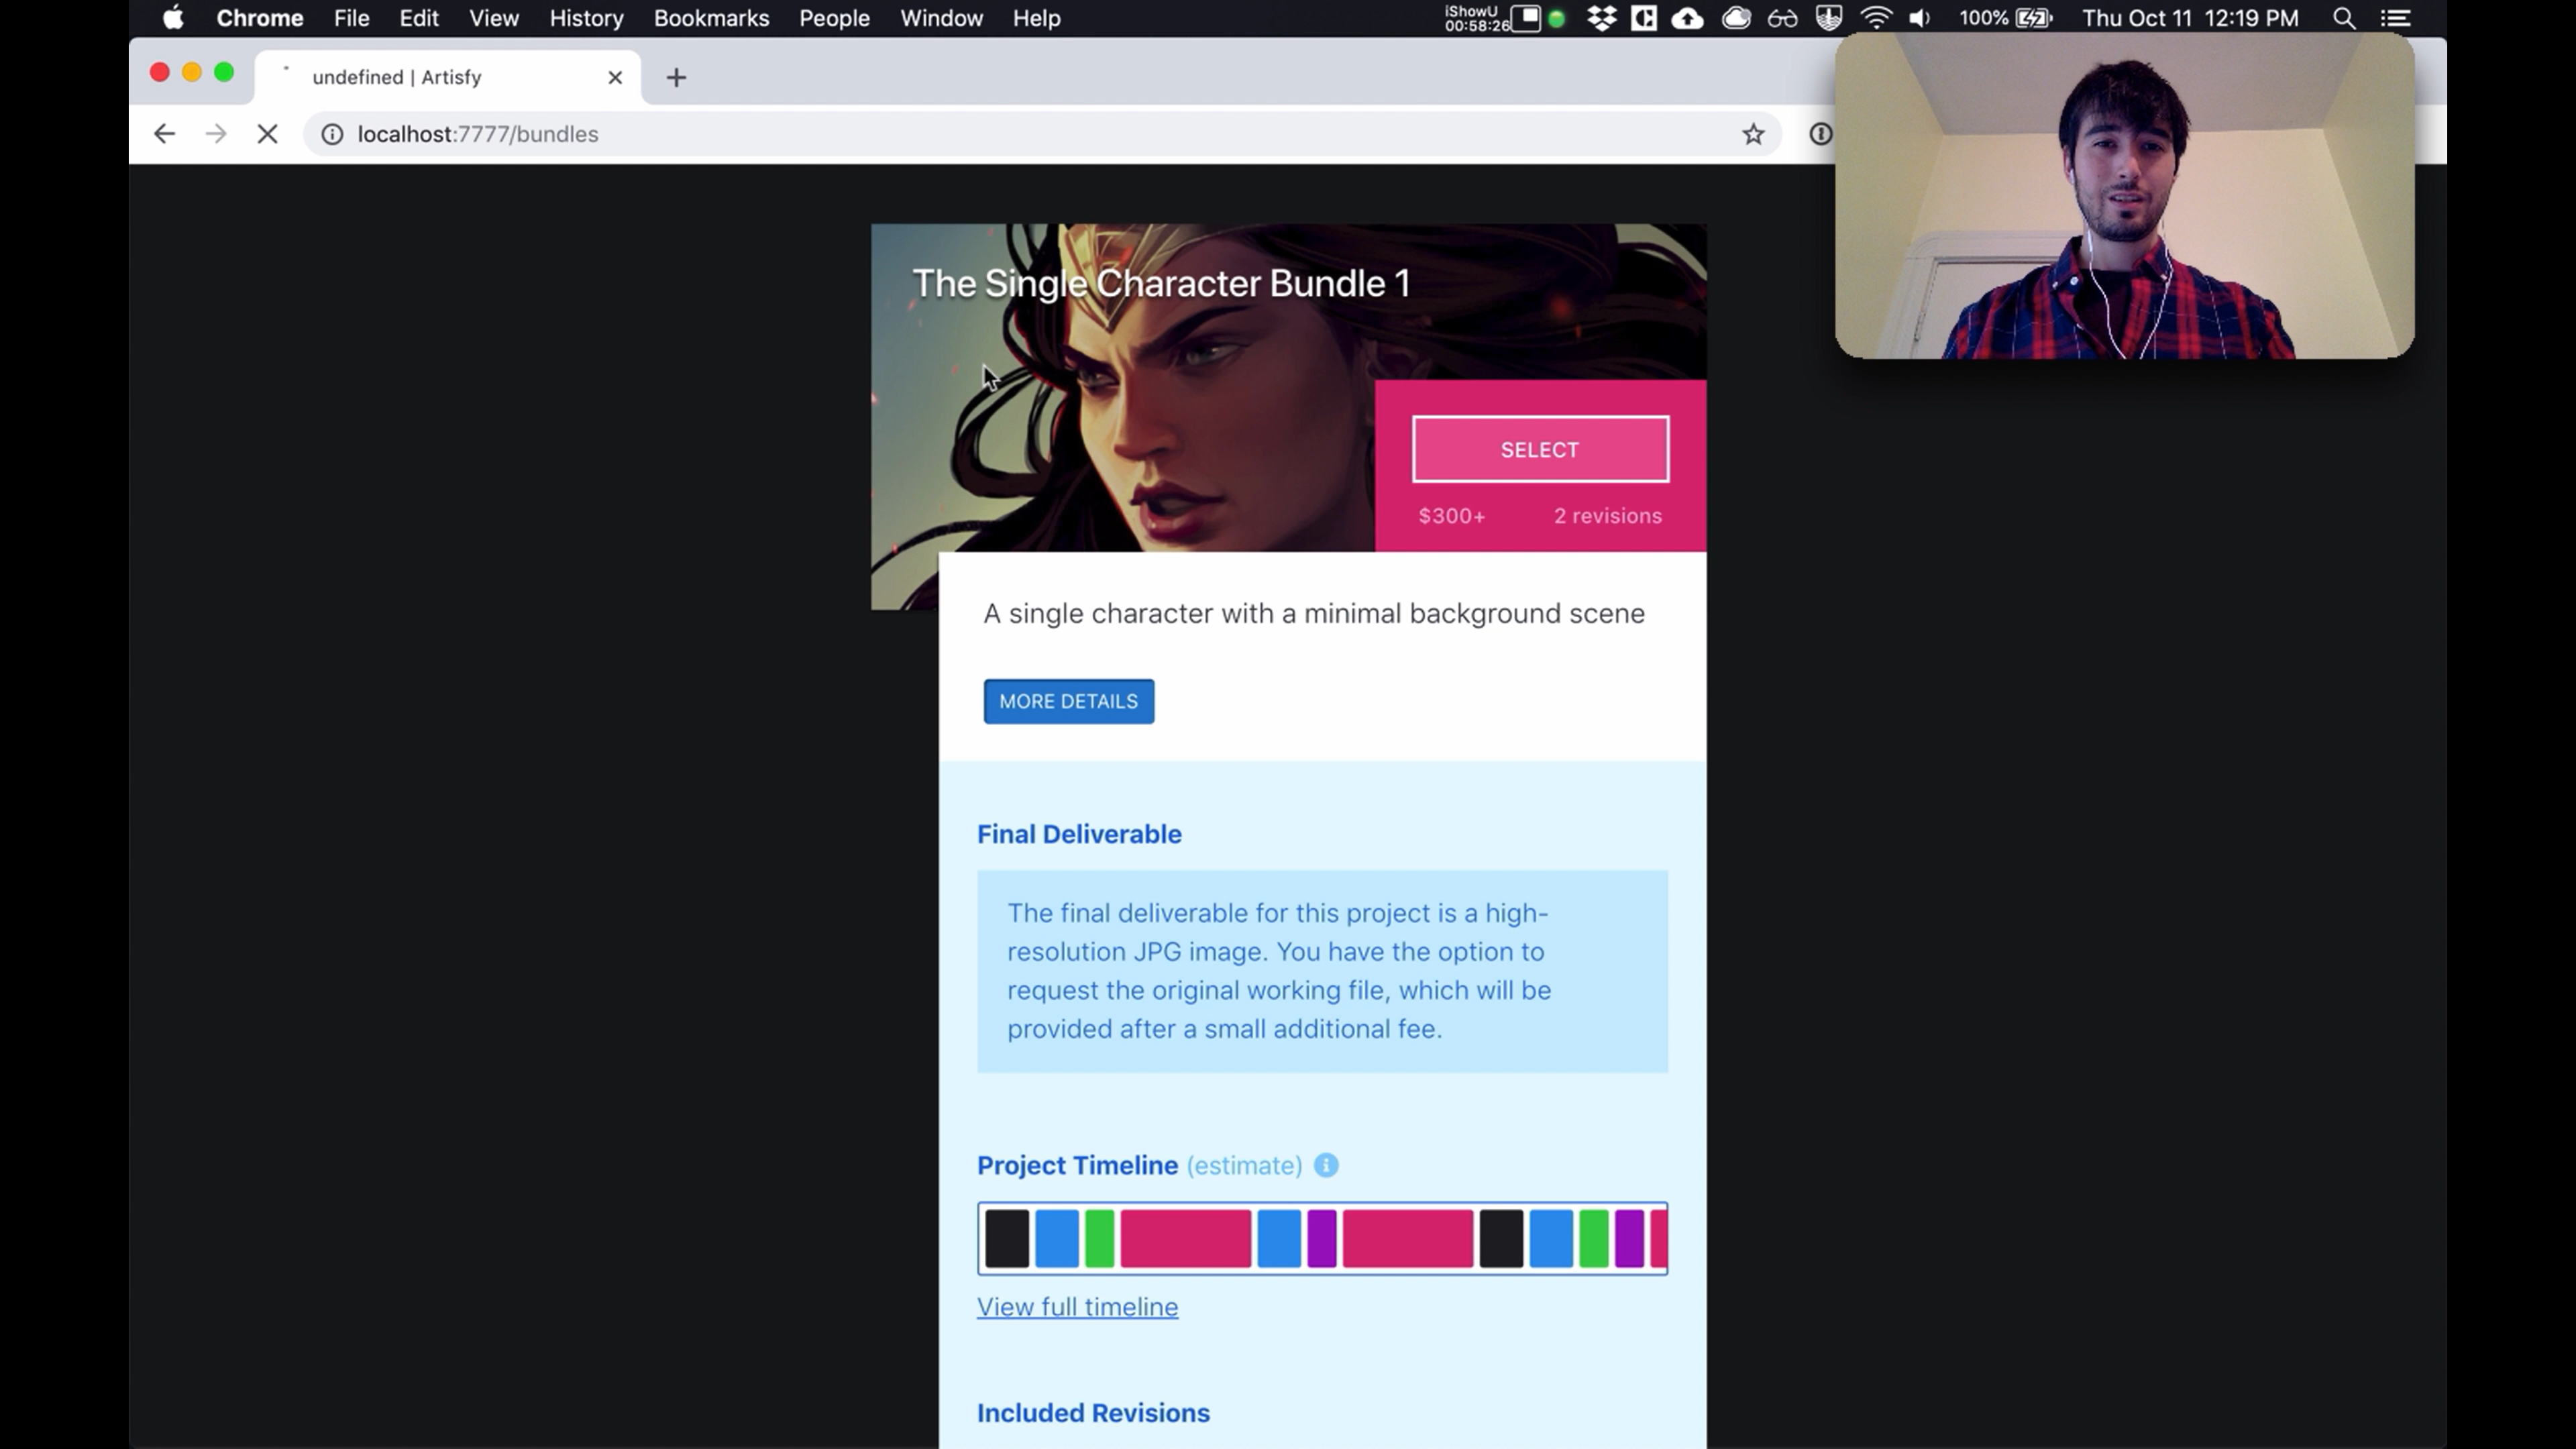 Chrome File Edit View History Bookmarks People Window Help
iShowU
00:58:26
100%
Thu Oct 11 12:19 PM
undefined | Artisfy
localhost:7777/bundles
The Single Character Bundle 1
SELECT
$300+ 2 revisions
A single character with a minimal background scene
MORE DETAILS
Final Deliverable
The final deliverable for this project is a high-
resolution JPG image. You have the option to
request the original working file, which will be
provided after a small additional fee.
Project Timeline (estimate)
View full timeline
Included Revisions